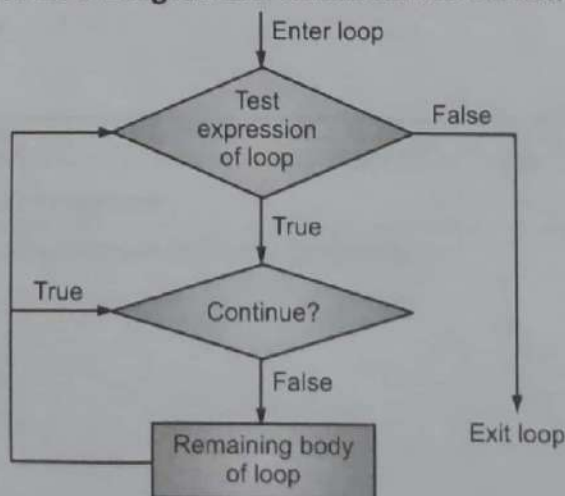 Enter loop
Test
expression
of loop
False
True
True
Continue?
False
Remaining body
of loop
Exit loop